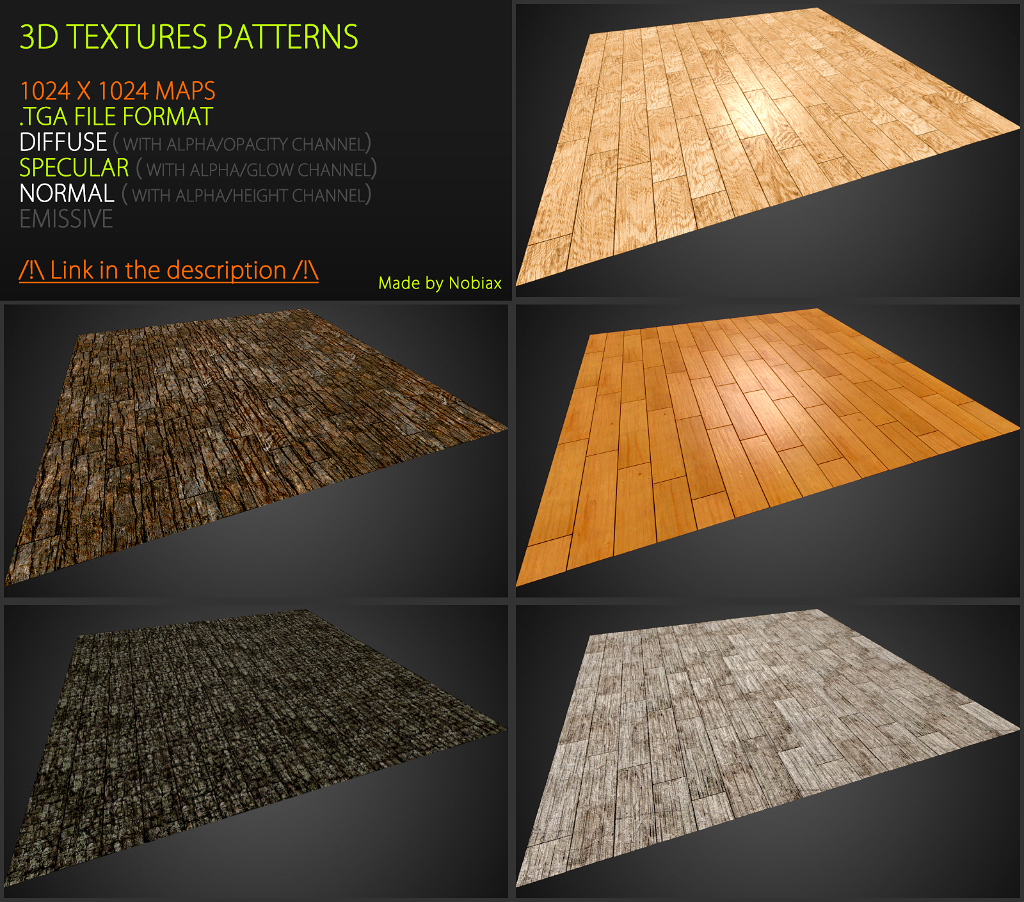 3D TEXTURES PATTERNS
1024 X 1024 MAPS
.TGA FILE FORMAT
DIFFUSE ( WITH ALPHA/OPACITY CHANNEL)
SPECULAR ( WITH ALPHA/GLOW CHANNEL)
NORMAL ( WITH ALPHA/HEIGHT CHANNEL)
EMISSIVE
/!\ Link in the description /!\
Made by Nobiax